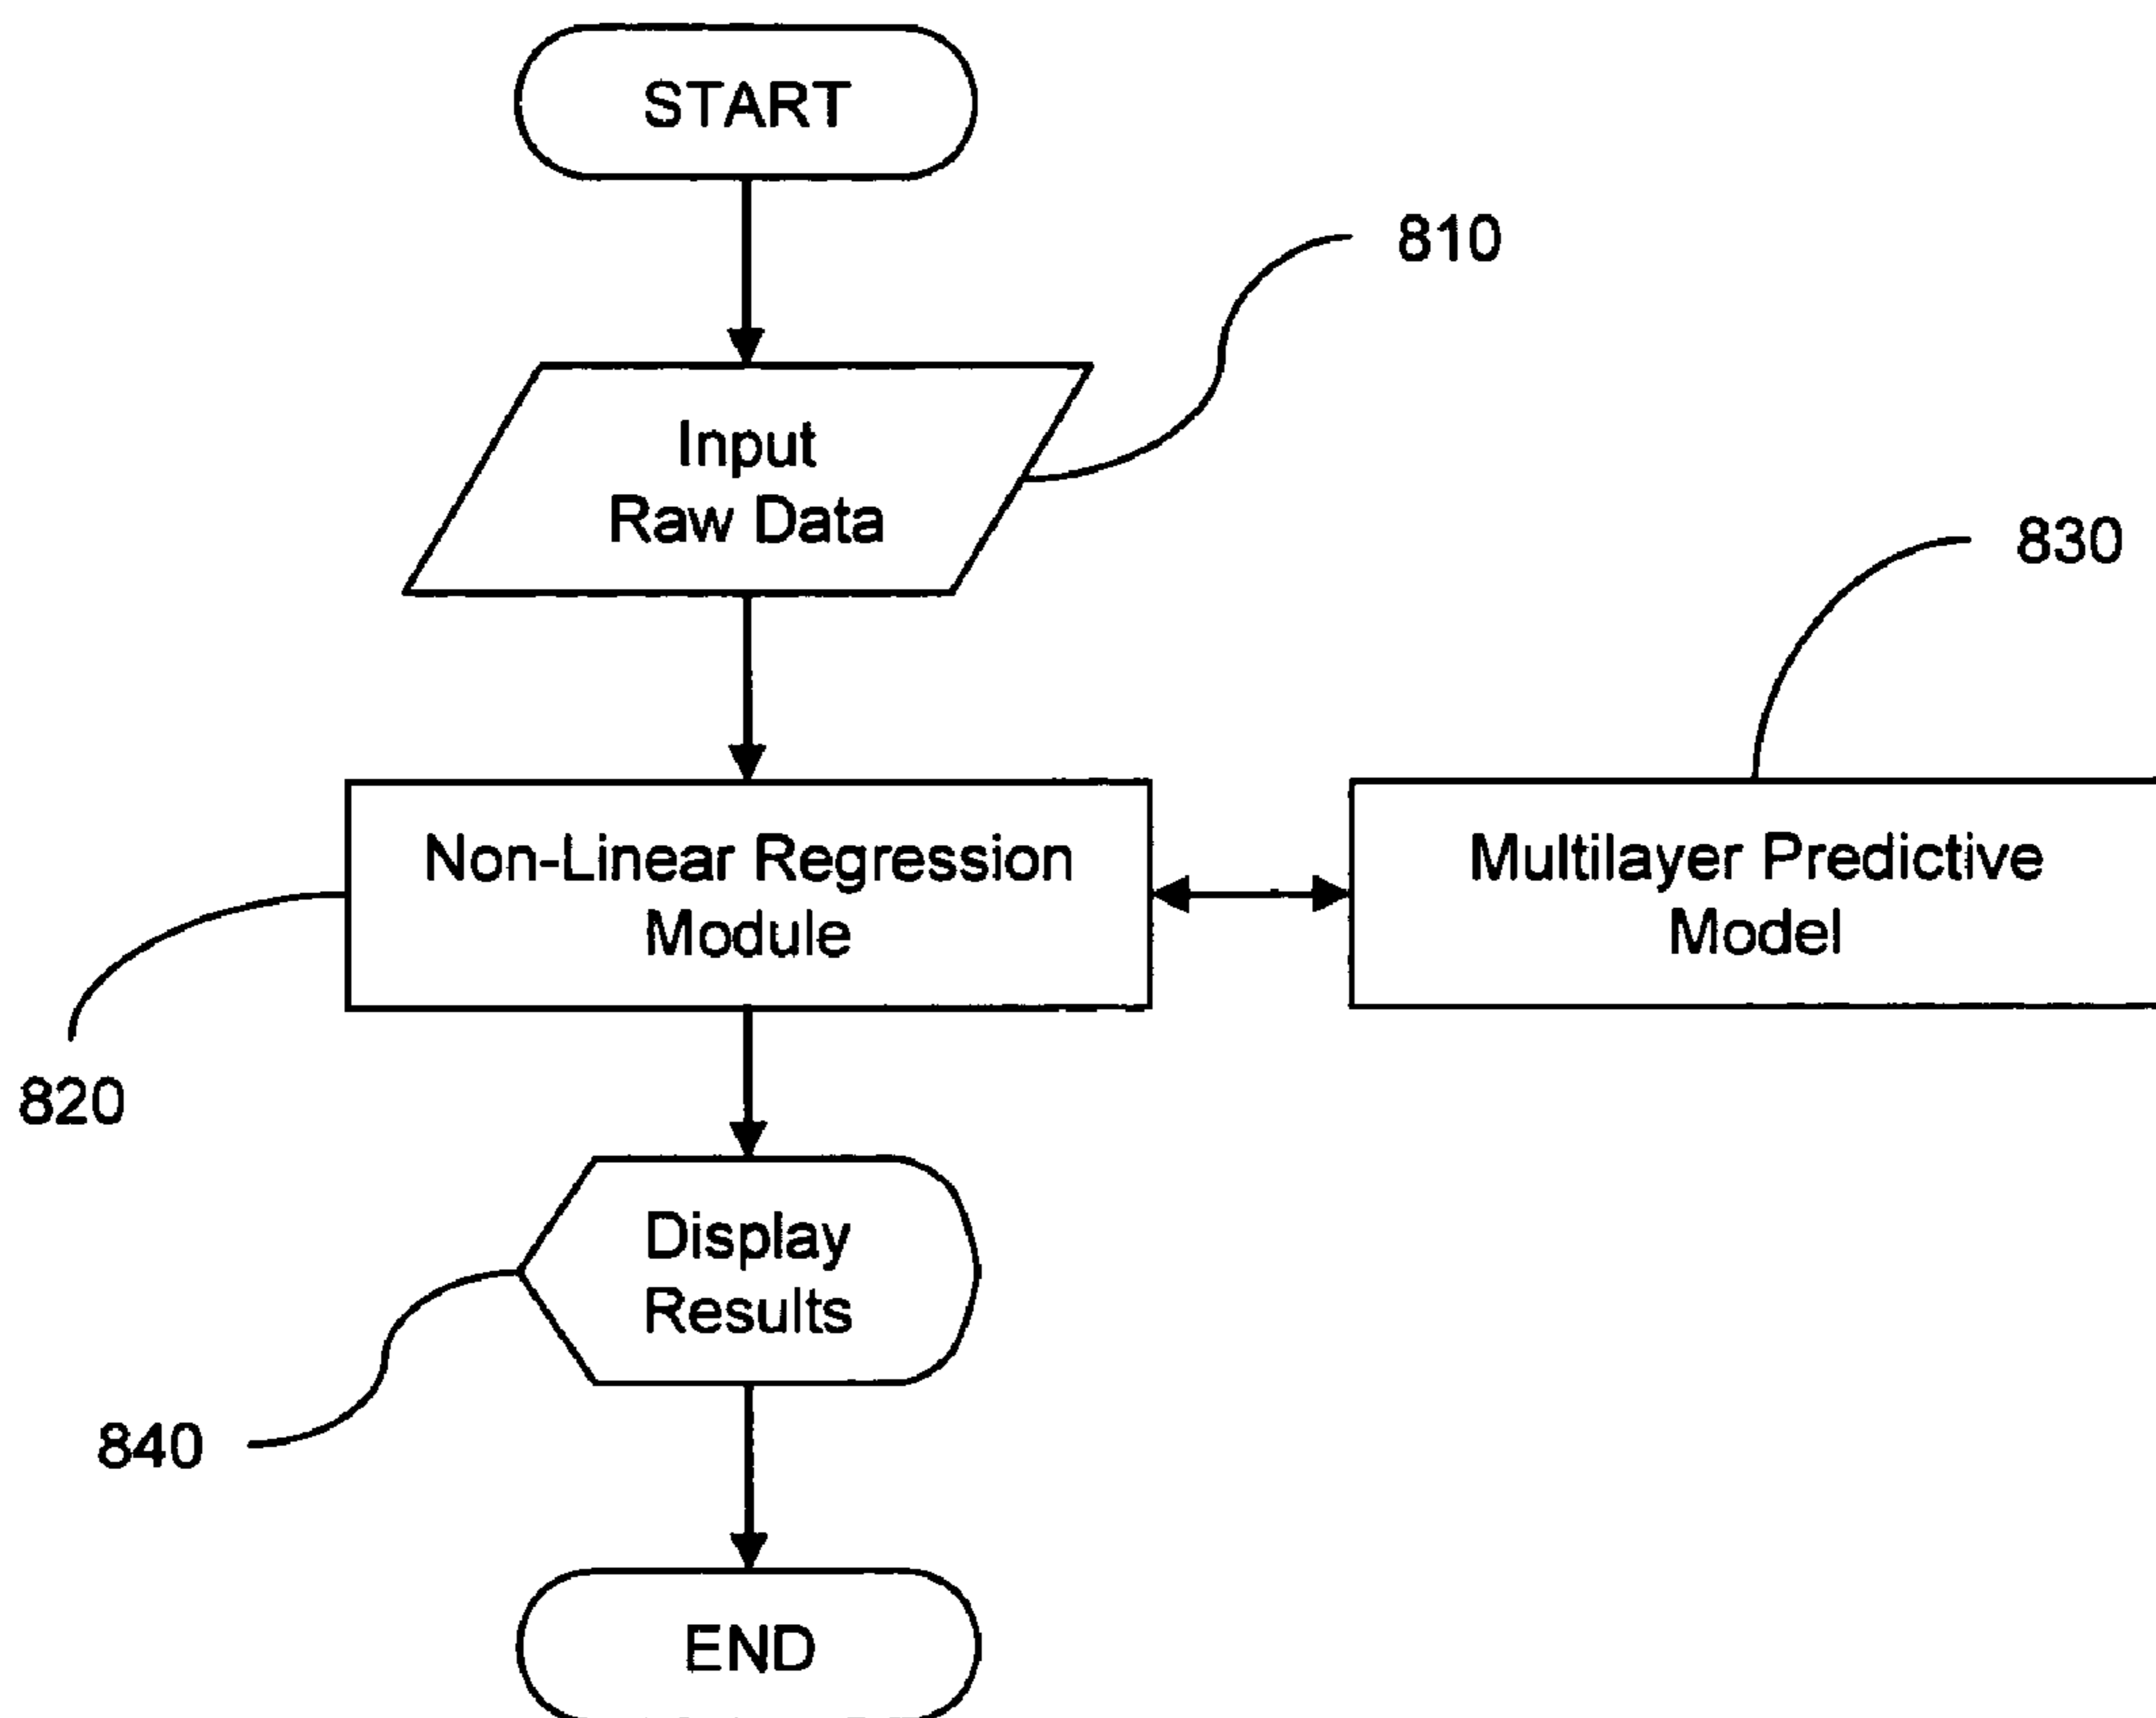 START
810
Input
Raw Data
830
Non-Linear Regression
Module
Multilayer Predictive
Model
820
Display
Results
840
END